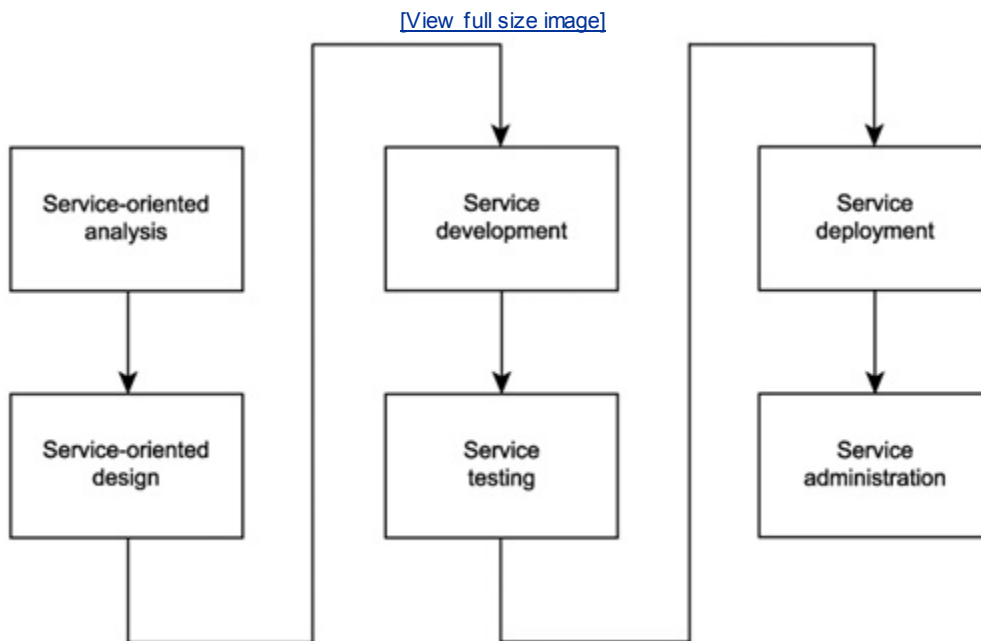 [View full size image]
Service-oriented
analysis
Service-oriented
design
Service
development
Service
testing
Service
deployment
Service
administration